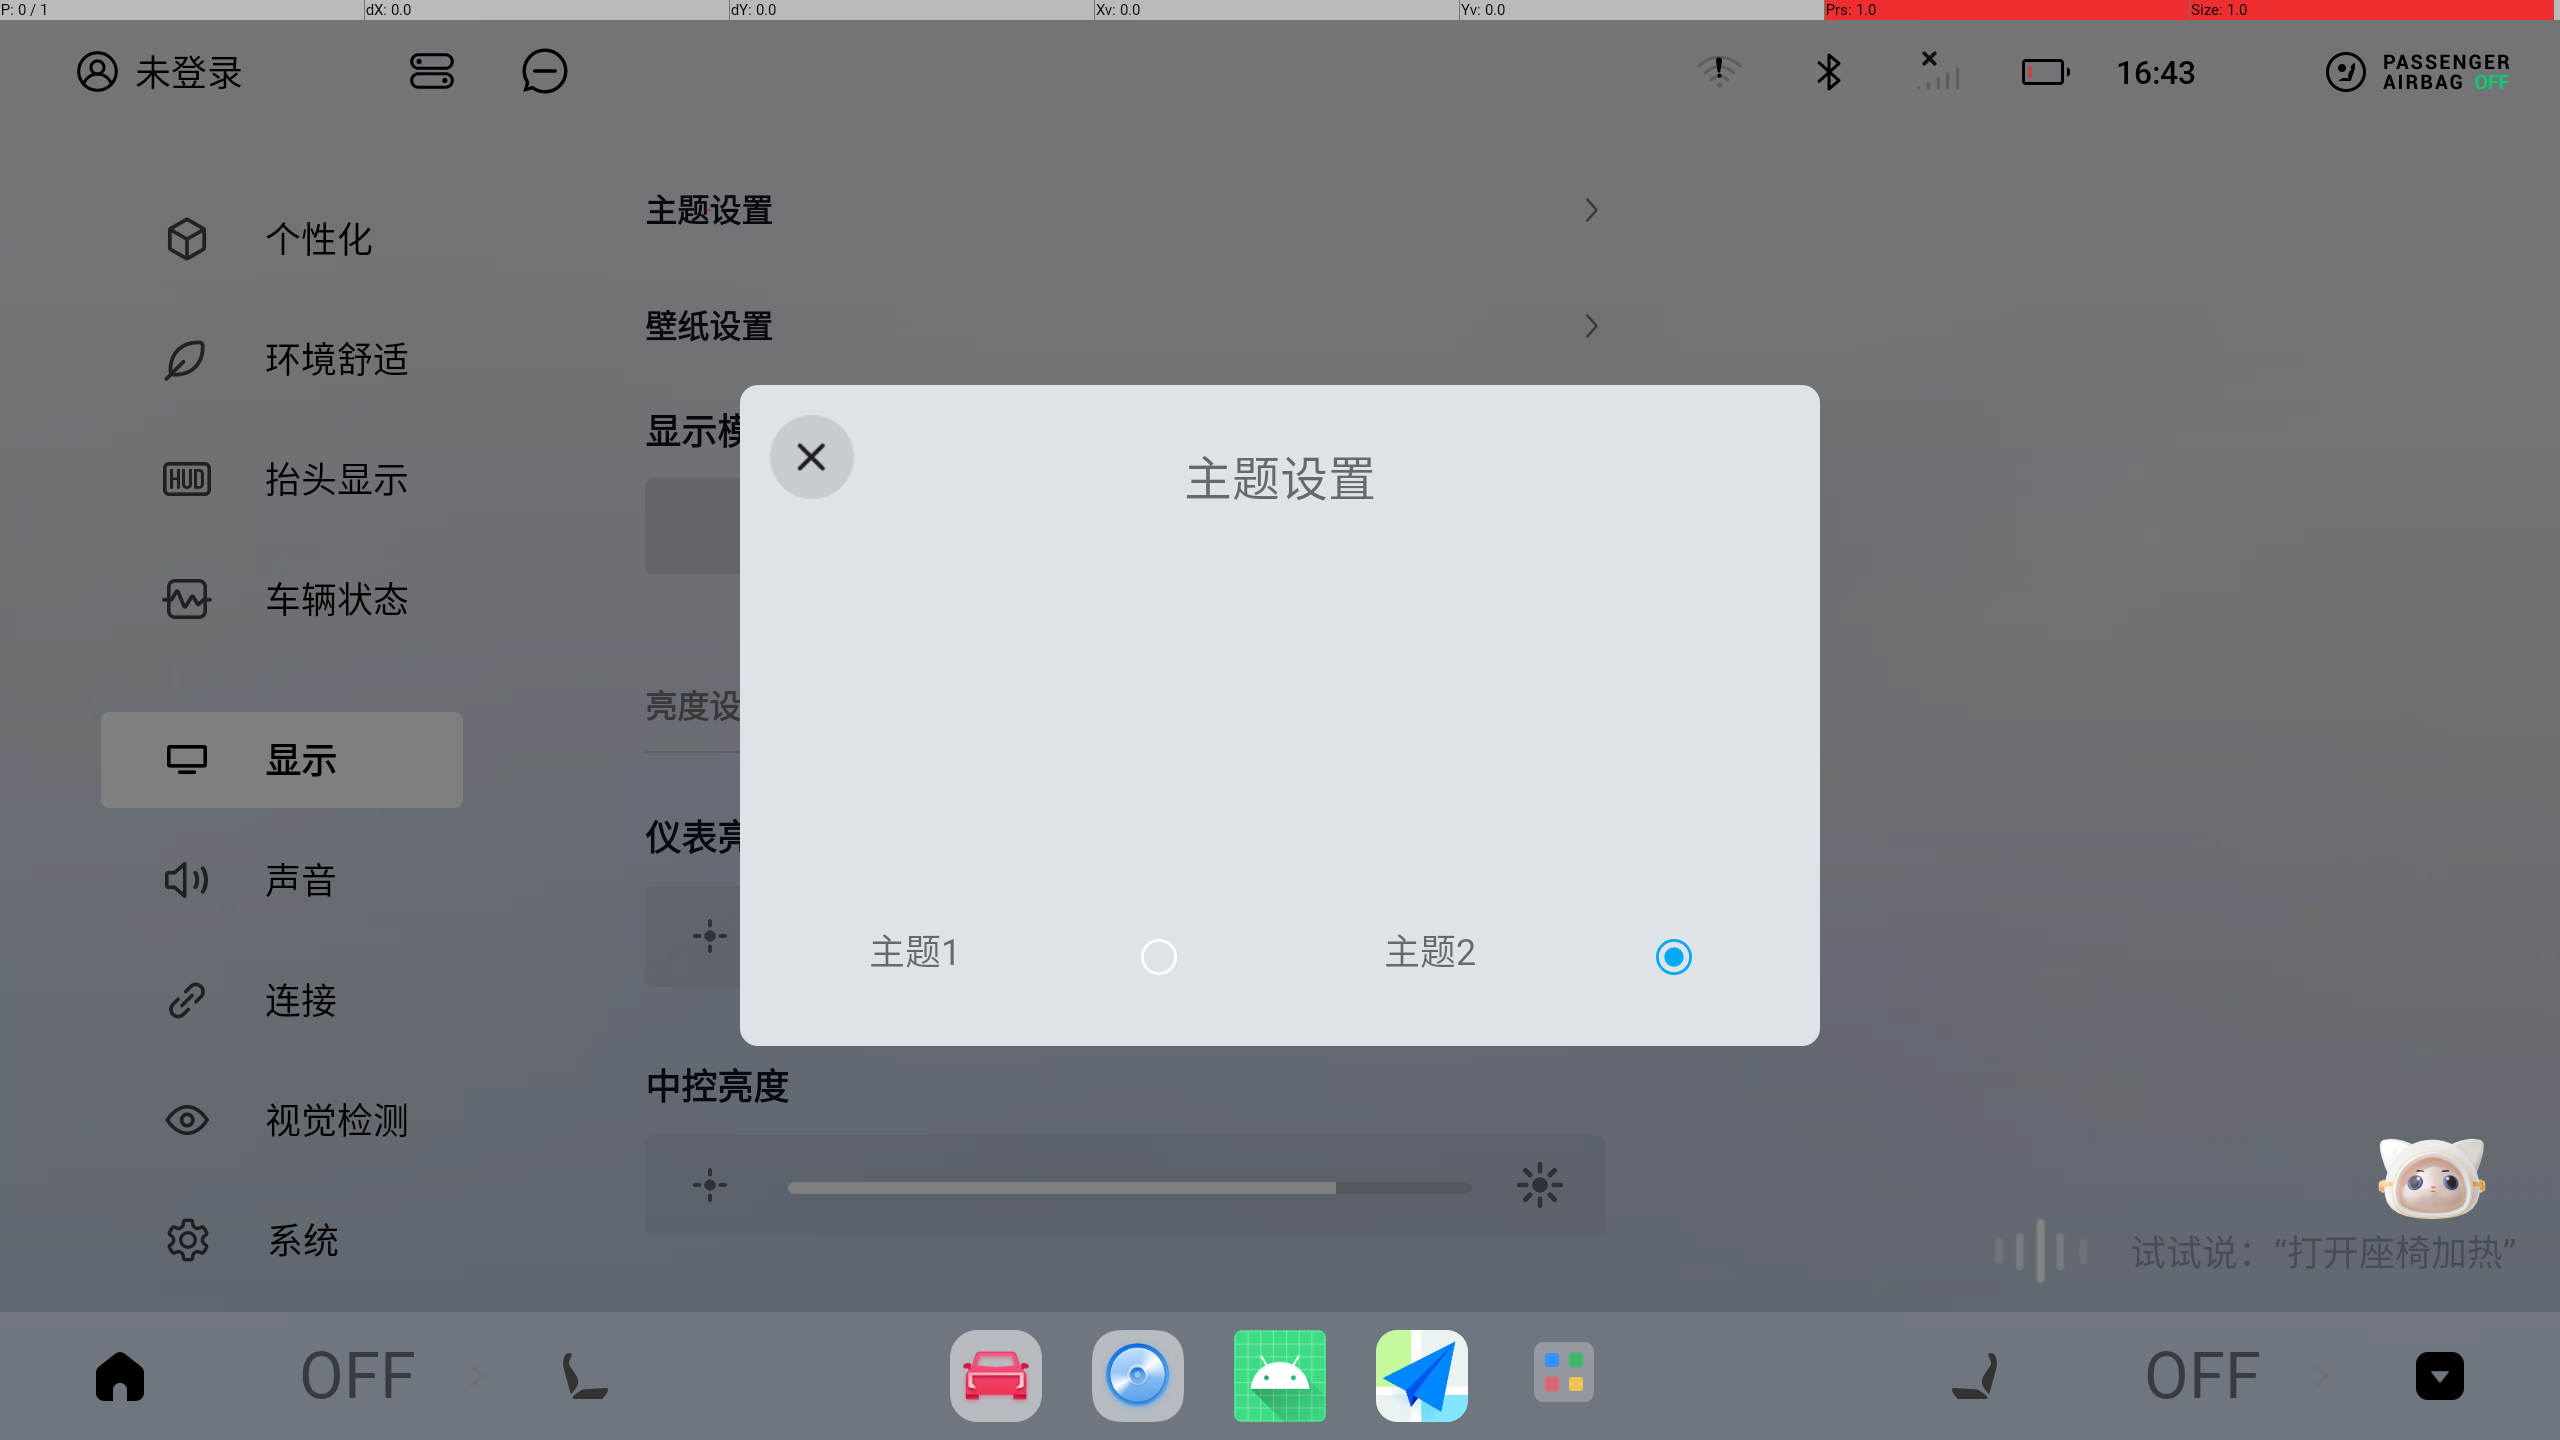 P: 0 / 1 dX: 0.0 dY: 0.0 Xv: 0.0 Yv: 0.0 Prs: 1.0 Size: 1.0
未登录
16:43
PASSENGER
AIRBAG OFF
个性化
环境舒适
HUD 抬头显示
车辆状态
显示
声音
连接
视觉检测
系统
主题设置
壁纸设置
显示模
亮度设
仪表亮
中控亮度
主题设置
主题1
主题2
试试说：“打开座椅加热”
OFF
OFF